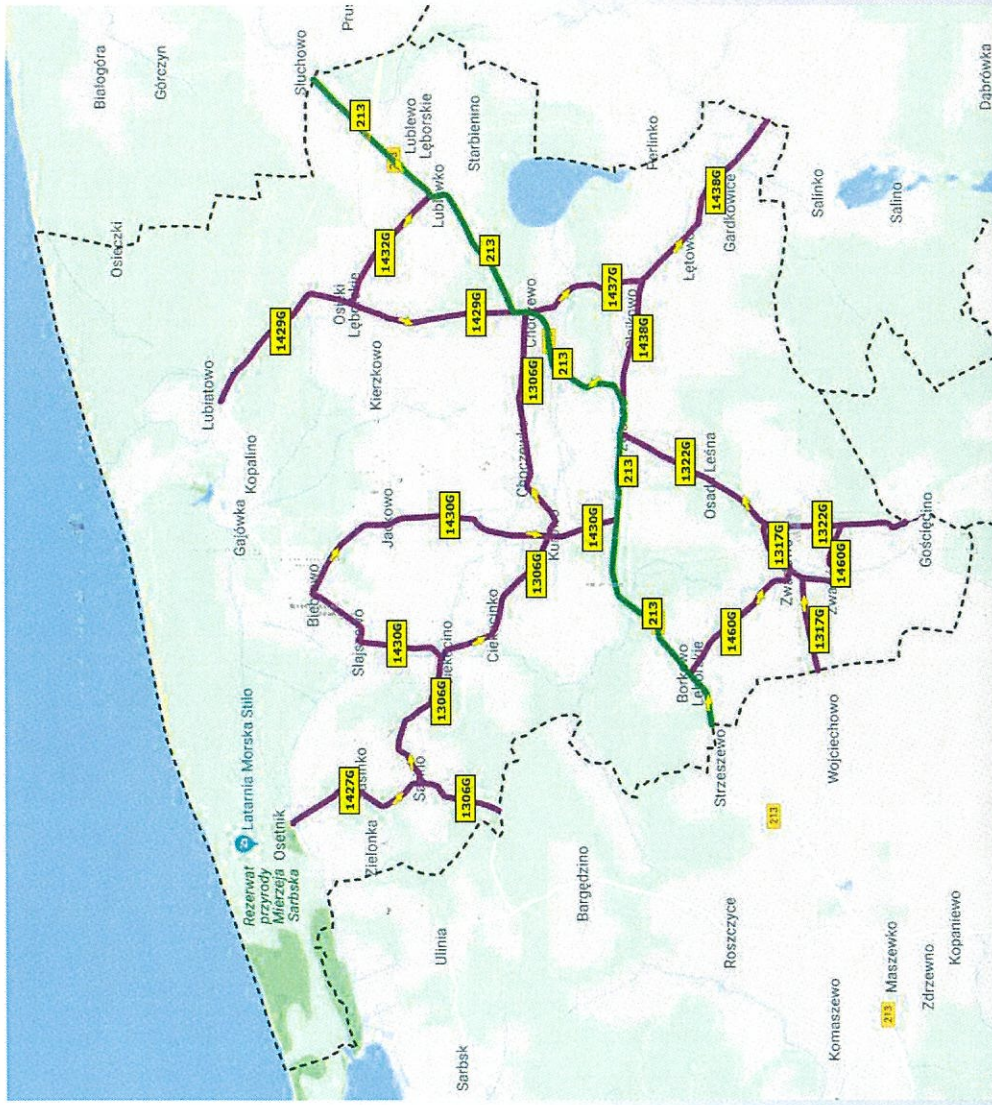 Białogóra
Górczyn
Osieczki
Słuchowo
213
Lublewo
Lęborskie
Starbienino
1432G
Lubiatowo
1429G
Kopalino
Gajówka
Kierzkowo
1429G
213
Perlinko
1438G
Gardkowice
Łętowo
Salinko
Salino
Dąbrówka
1437G
1438G
213
1306G
Jackowo
1430G
1430G
213
1322G
Osada Leśna
1317G
1322G
1460G
Gościęcino
1460G
1317G
213
Ciekocinko
1306G
1430G
1306G
Latarnia Morska Stilo
Rezerwat
przyrody
Mierzeja
Sarbska
Osetnik
1427G
1306G
Zielonka
Ulinia
Sarbsk
Bargędzino
Strzeszewo
Wojciechowo
213
Roszczyce
Komaszewo
213
Maszewko
Zdrzewno
Kopaniewo